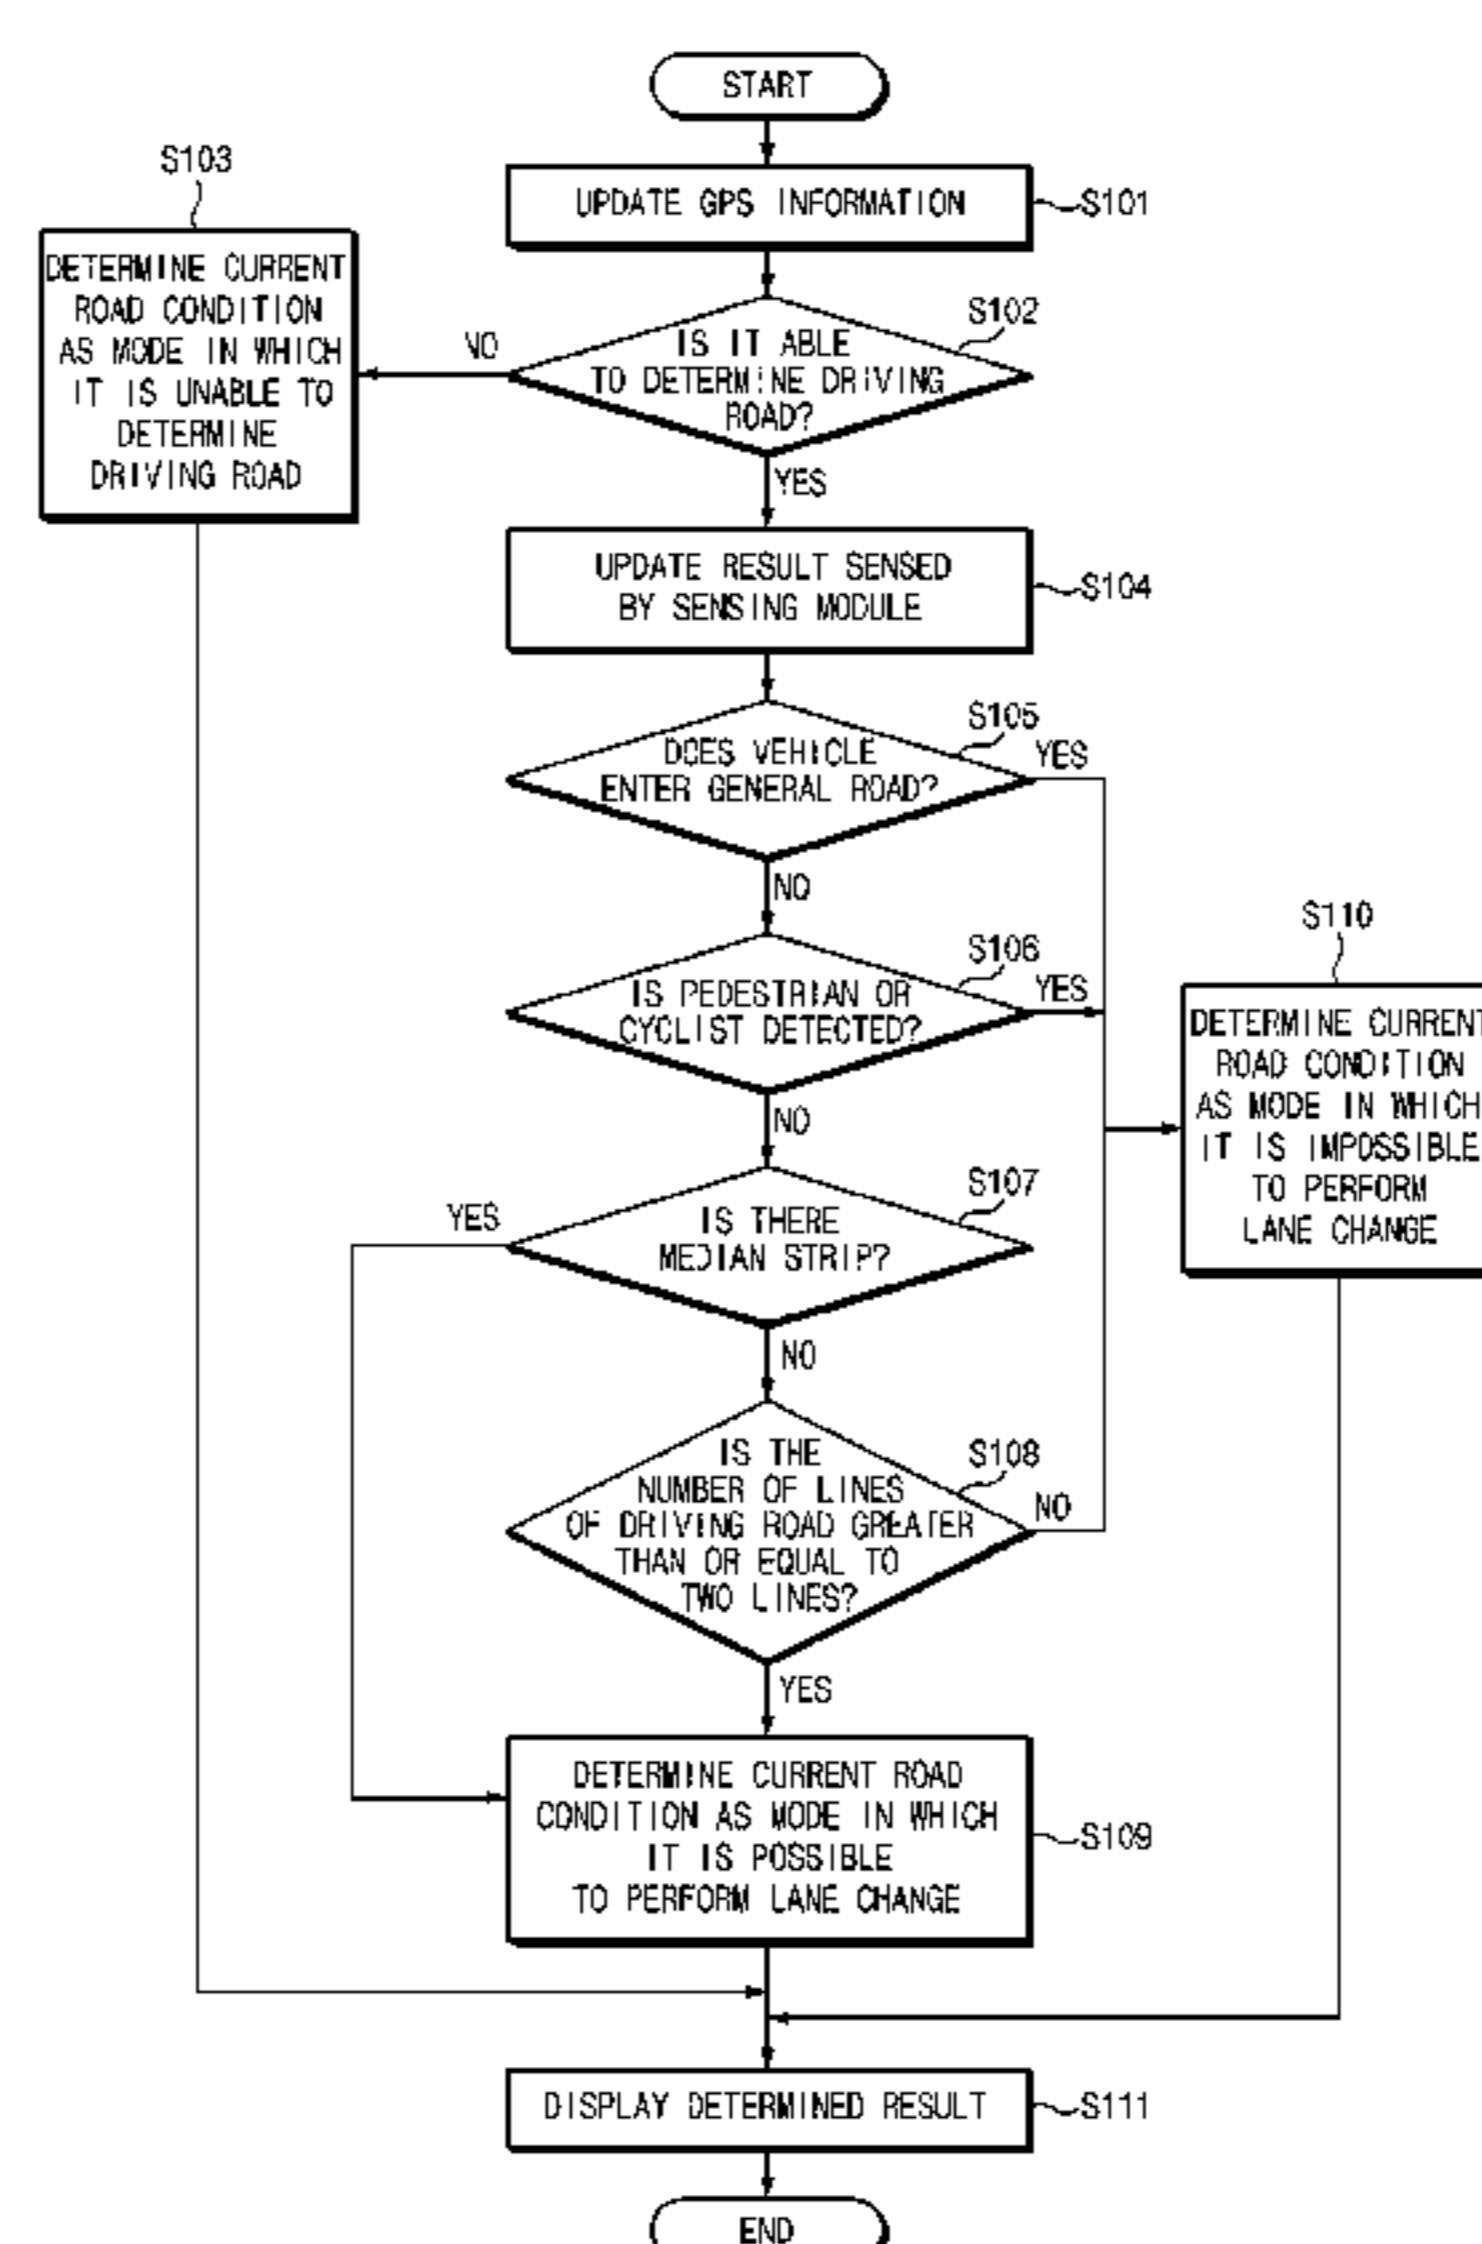 START
S103
UPDATE GPS INFORMATION
S101
DETERMINE CURRENT
ROAD CONDITION
AS MODE IN WHICH
IT IS UNABLE TO
DETERMINE
DRIVING ROAD
S102
NO
IS IT ABLE
TO DETERMINE DRIVING
ROAD?
YES
UPDATE RESULT SENSED
BY SENSING MODULE
S104
S105
DOES VEHICLE
ENTER GENERAL ROAD?
YES
NO
S106
IS PEDESTRIAN OR
CYCLIST DETECTED?
YES
NO
S110
DETERMINE CURRENT
ROAD CONDITION
AS MODE IN WHICH
IT IS IMPOSSIBLE
TO PERFORM
LANE CHANGE
S107
YES
IS THERE
MEDIAN STRIP?
NO
S108
IS THE
NUMBER OF LINES
OF DRIVING ROAD GREATER
THAN OR EQUAL TO
TWO LINES?
NO
YES
DETERMINE CURRENT ROAD
CONDITION AS MODE IN WHICH
IT IS POSSIBLE
TO PERFORM LANE CHANGE
S109
DISPLAY DETERMINED RESULT
S111
END